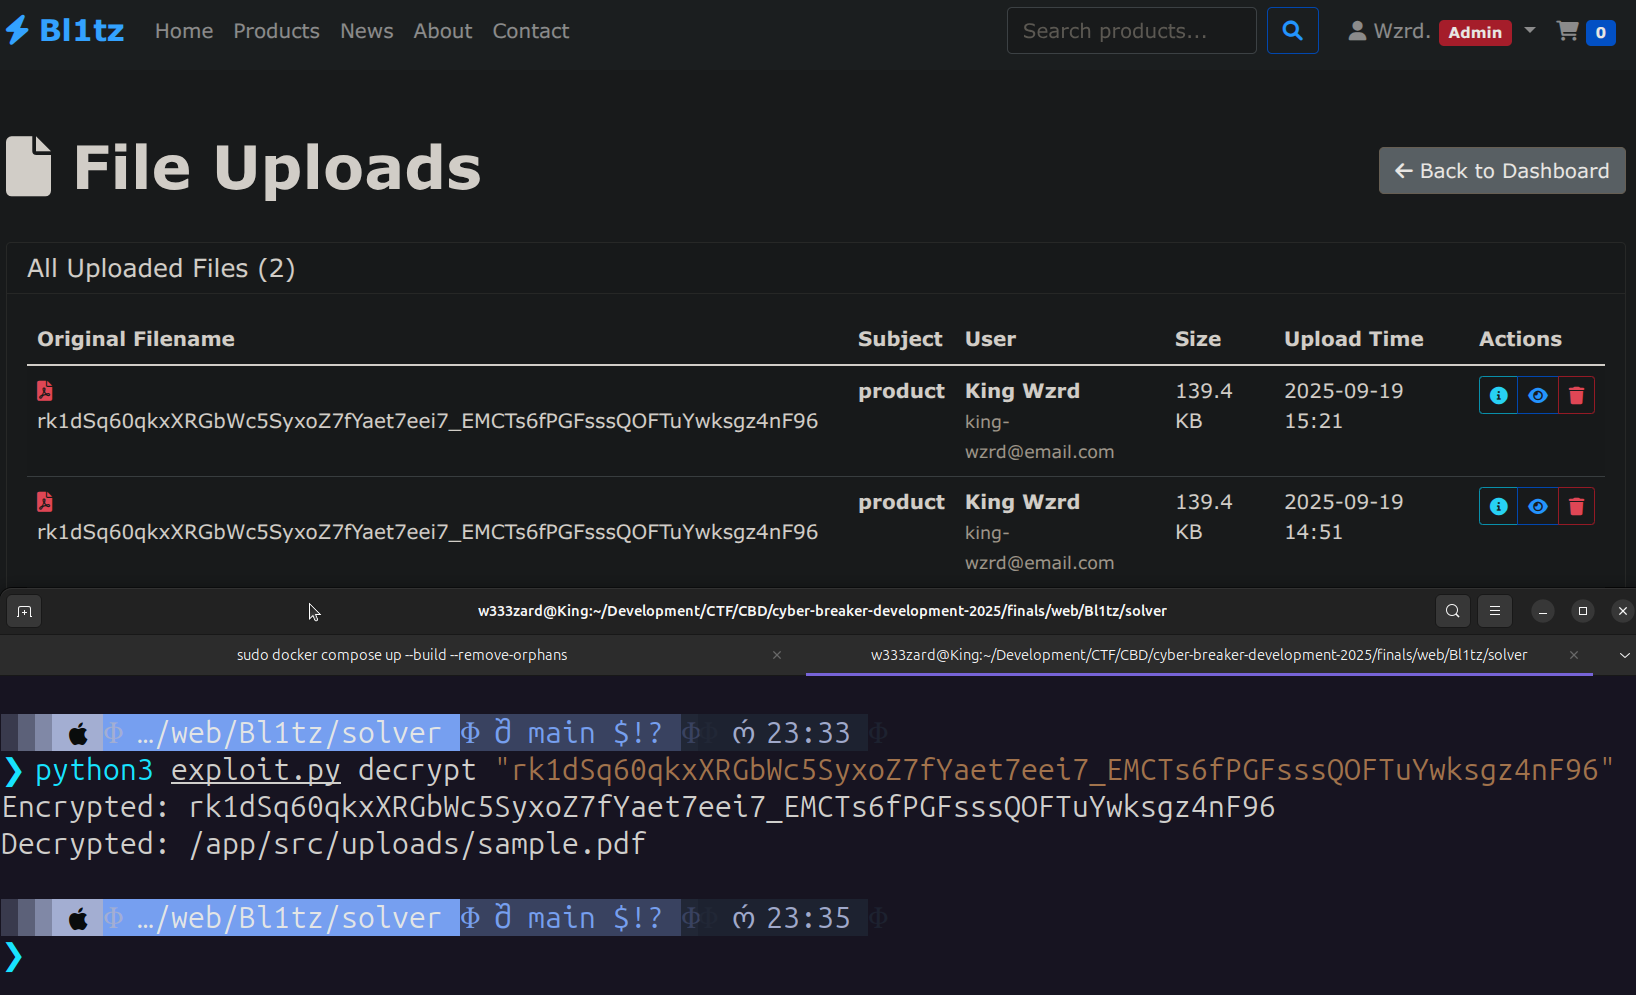 Bl1tz Home Products News About Contact Search products... Wzrd. Admin 0
File Uploads
Back to Dashboard
All Uploaded Files (2)
Original Filename Subject User Size Upload Time Actions
rk1dSq60qkxXRGbWc5SyxoZ7fYaet7eei7_EMCTs6fPGFsssQOFTuYwksgz4nF96 product King Wzrd 139.4 2025-09-19
king- KB 15:21
wzrd@email.com
rk1dSq60qkxXRGbWc5SyxoZ7fYaet7eei7_EMCTs6fPGFsssQOFTuYwksgz4nF96 product King Wzrd 139.4 2025-09-19
king- KB 14:51
wzrd@email.com
w333zard@King:~/Development/CTF/CBD/cyber-breaker-development-2025/finals/web/Bl1tz/solver
sudo docker compose up --build --remove-orphans w333zard@King:~/Development/CTF/CBD/cyber-breaker-development-2025/finals/web/Bl1tz/solver
…/web/Bl1tz/solver main $!? 23:33
❯ python3 exploit.py decrypt "rk1dSq60qkxXRGbWc5SyxoZ7fYaet7eei7_EMCTs6fPGFsssQOFTuYwksgz4nF96"
Encrypted: rk1dSq60qkxXRGbWc5SyxoZ7fYaet7eei7_EMCTs6fPGFsssQOFTuYwksgz4nF96
Decrypted: /app/src/uploads/sample.pdf
…/web/Bl1tz/solver main $!? 23:35
❯